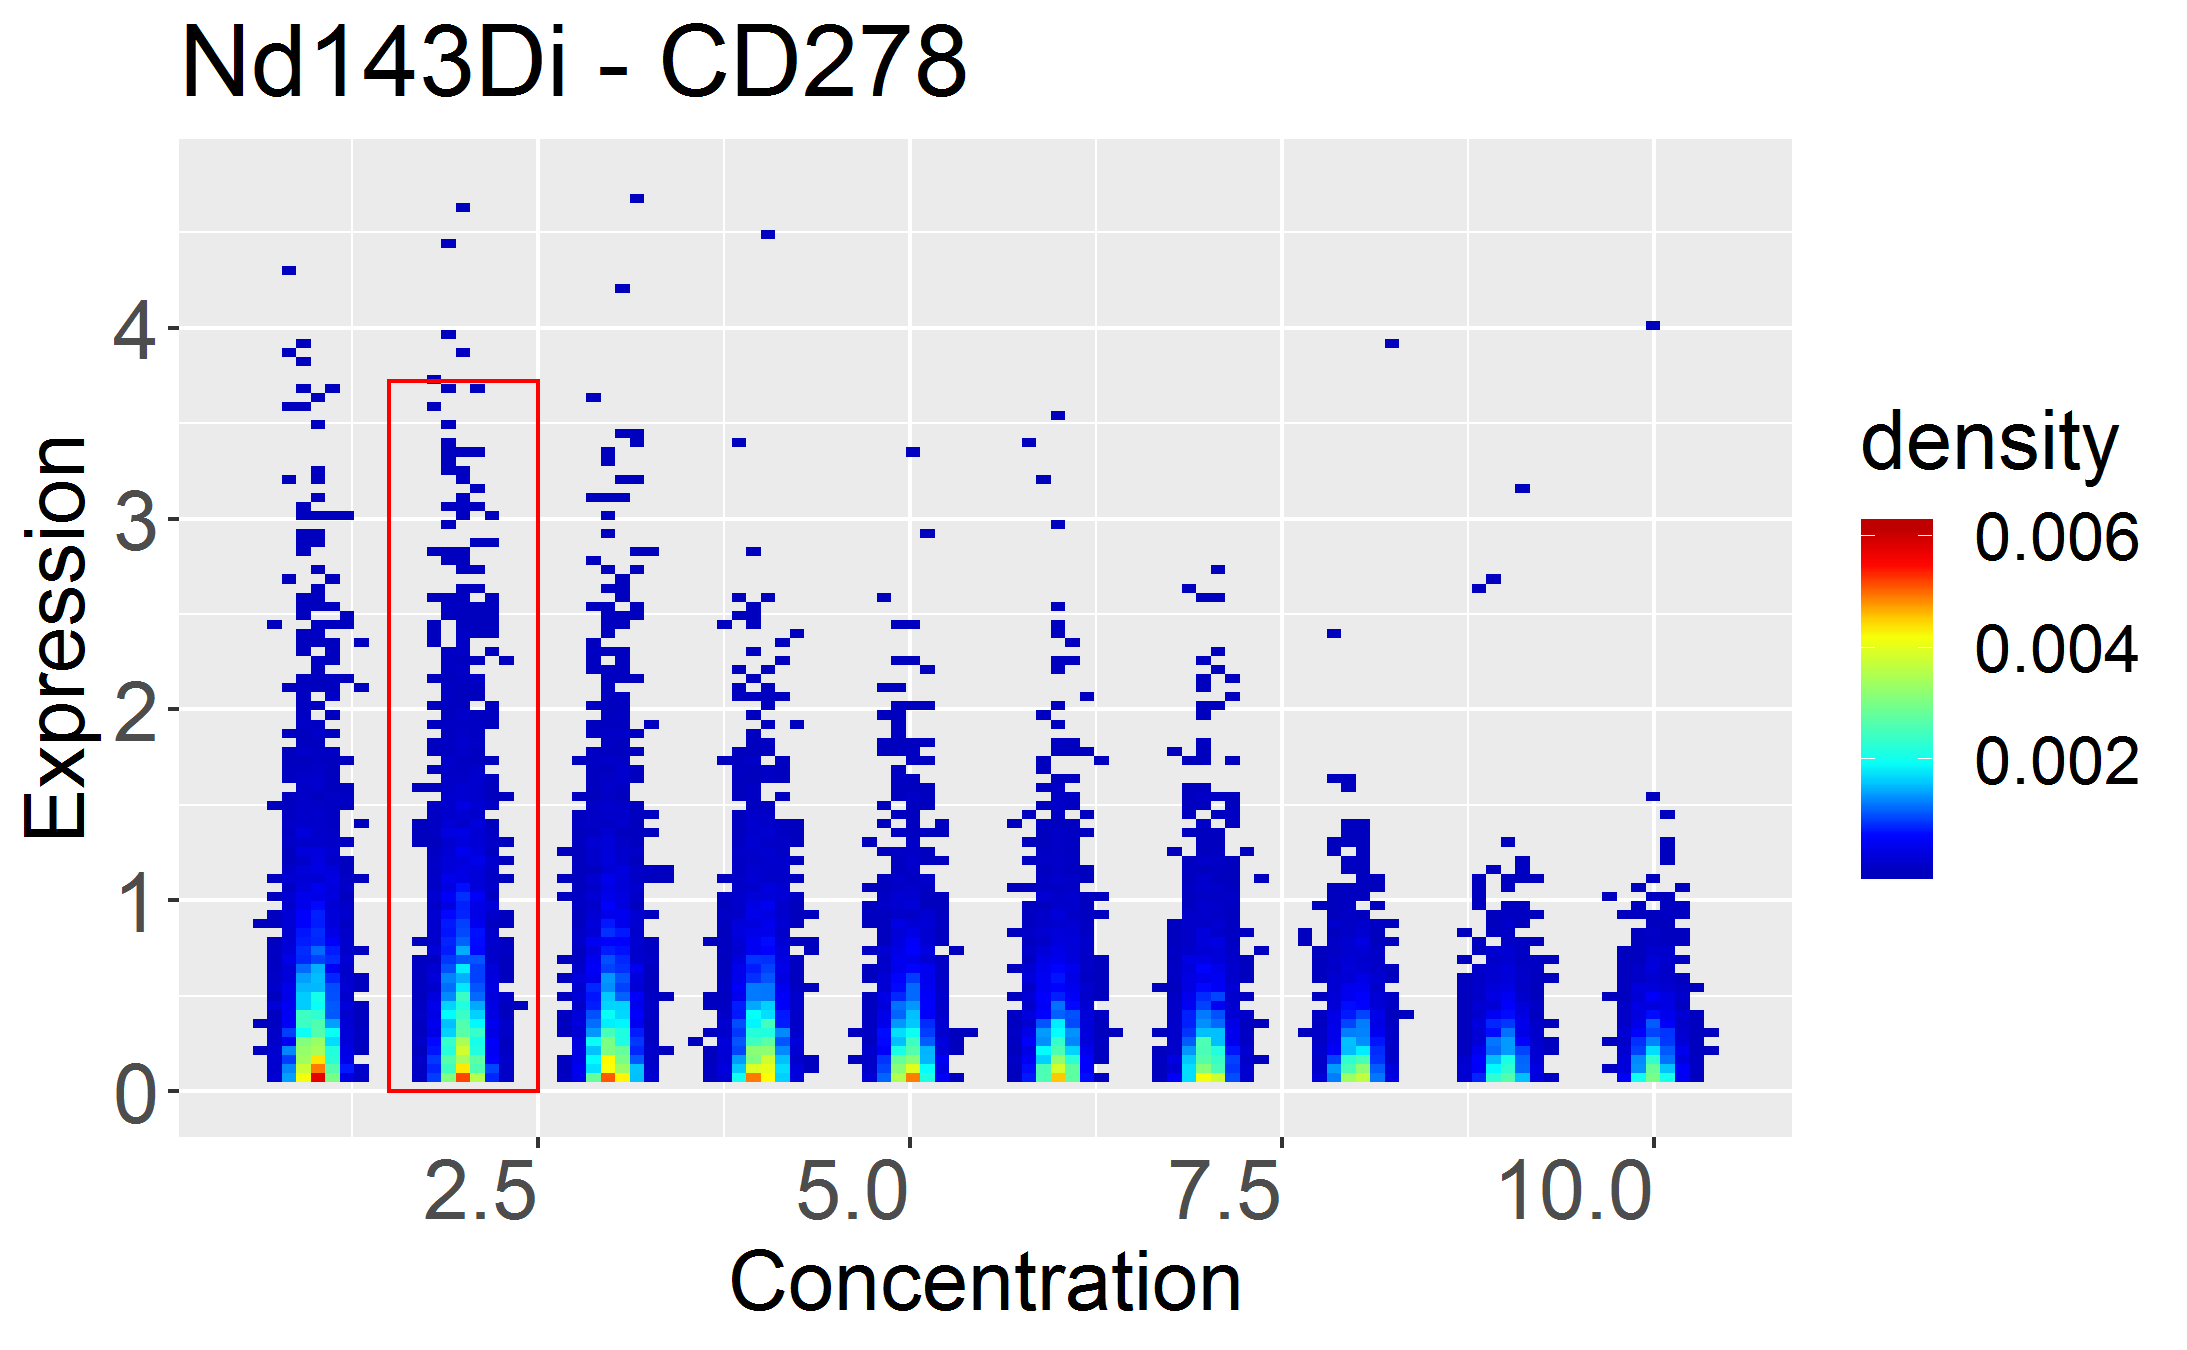 Nd143Di - CD278
Expression
4
3
2
1
0
2.5 5.0 7.5 10.0
Concentration
density
0.006
0.004
0.002